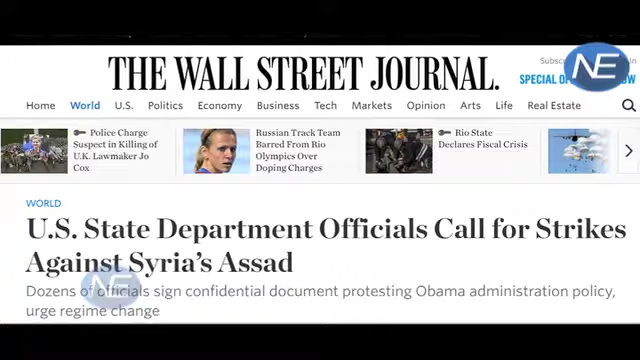 THE WALL STREET JOURNAL.
NE
SPECIAL
Home World U.S. Politics Economy Business Tech Markets Opinion Arts Life Real Estate
Police Charge
Suspect in Killing of
U.K. Lawmaker Jo
Cox
Russian Track Team
Barred From Rio
Olympics Over
Doping Charges
Rio State
Declares Fiscal Crisis
WORLD
U.S. State Department Officials Call for Strikes
Against Syria's Assad
NE
Dozens of officials sign confidential document protesting Obama administration policy,
urge regime change